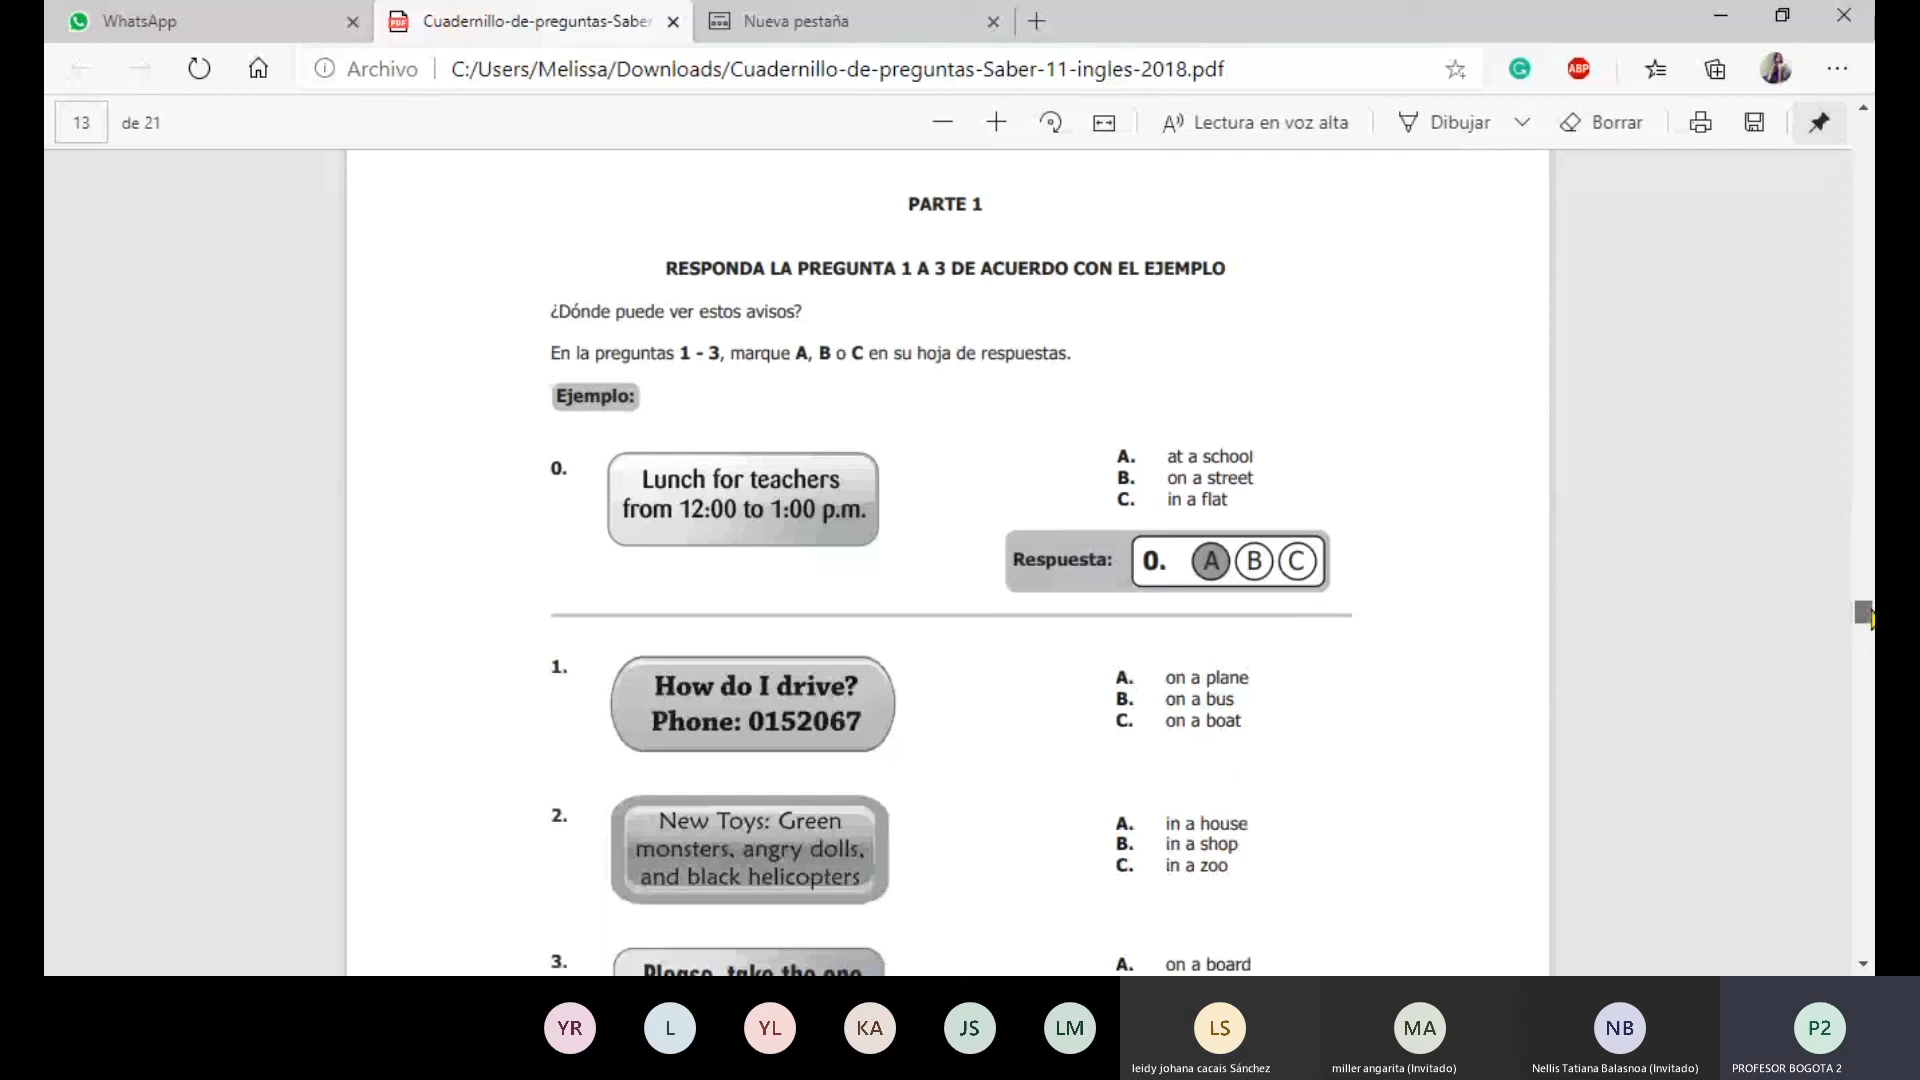 WhatsApp
Cuadernillo-de-preguntas-Saber
Nueva pestaña
Archivo
C:/Users/Melissa/Downloads/Cuadernillo-de-preguntas-Saber-11-ingles-2018.pdf
ABP
13 de 21
Lectura en voz alta
Dibujar
Borrar
PARTE 1
RESPONDA LA PREGUNTA 1 A 3 DE ACUERDO CON EL EJEMPLO
¿Dónde puede ver estos avisos?
En la preguntas 1 - 3, marque A, B o C en su hoja de respuestas.
Ejemplo:
0.
Lunch for teachers
from 12:00 to 1:00 p.m.
A. at a school
B. on a street
C. in a flat
Respuesta: 0. A B C
1.
How do I drive?
Phone: 0152067
A. on a plane
B. on a bus
C. on a boat
2.
New Toys: Green
monsters, angry dolls,
and black helicopters
A. in a house
B. in a shop
C. in a zoo
3.
Please, take the one
A. on a board
YR L YL KA JS LM LS MA NB P2
leidy johana cacais Sánchez
miller angarita (Invitado)
Nellis Tatiana Balasnoa (Invitado)
PROFESOR BOGOTA 2